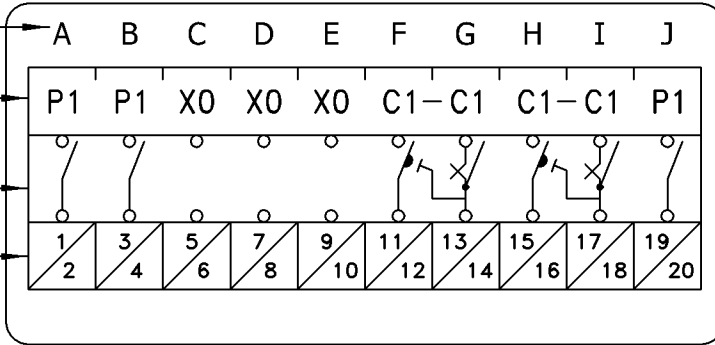 A B C D E F G H I J
P1 P1 X0 X0 X0 C1-C1 C1-C1 P1
1 3 5 7 9 11 13 15 17 19
2 4 6 8 10 12 14 16 18 20